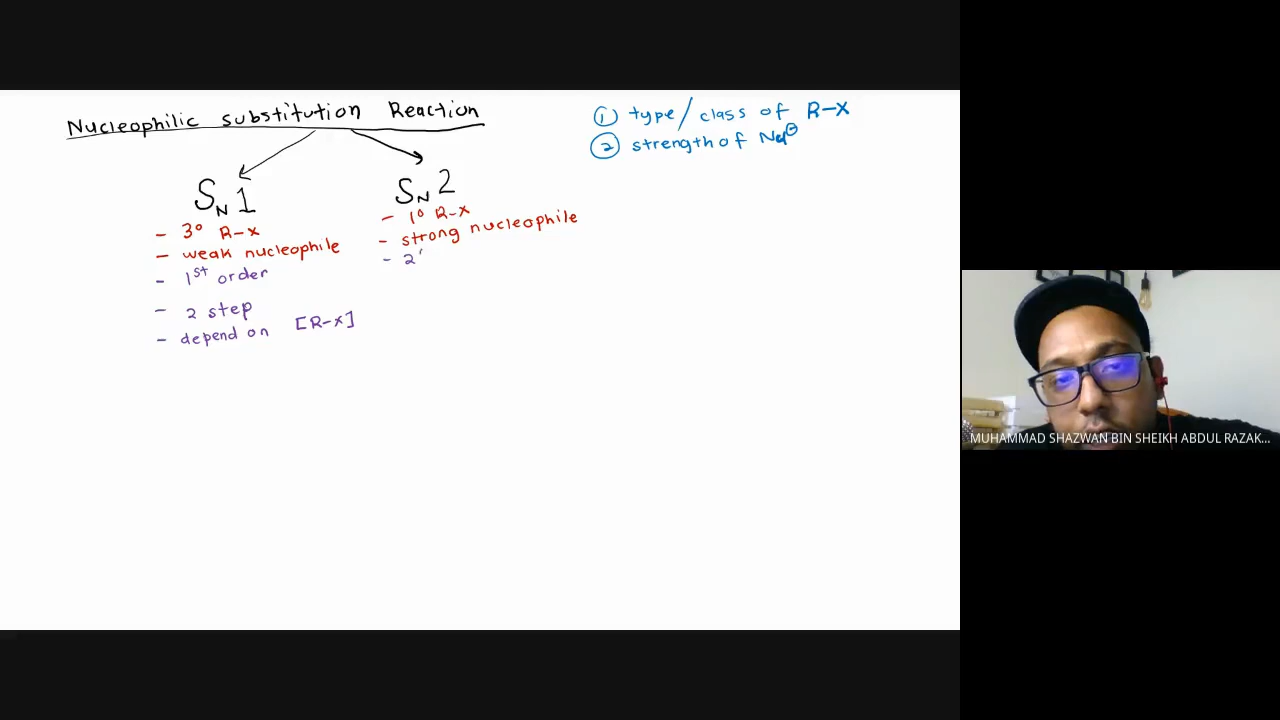 Nucleophilic substitution Reaction
SN1
- 3° R-X
- weak nucleophile
- 1st order
- 2 step
- depend on [R-X]
SN2
- 1° R-X
- strong nucleophile
- 2'
① type/class of R-X
② strength of Nu⊖
MUHAMMAD SHAZWAN BIN SHEIKH ABDUL RAZAK...